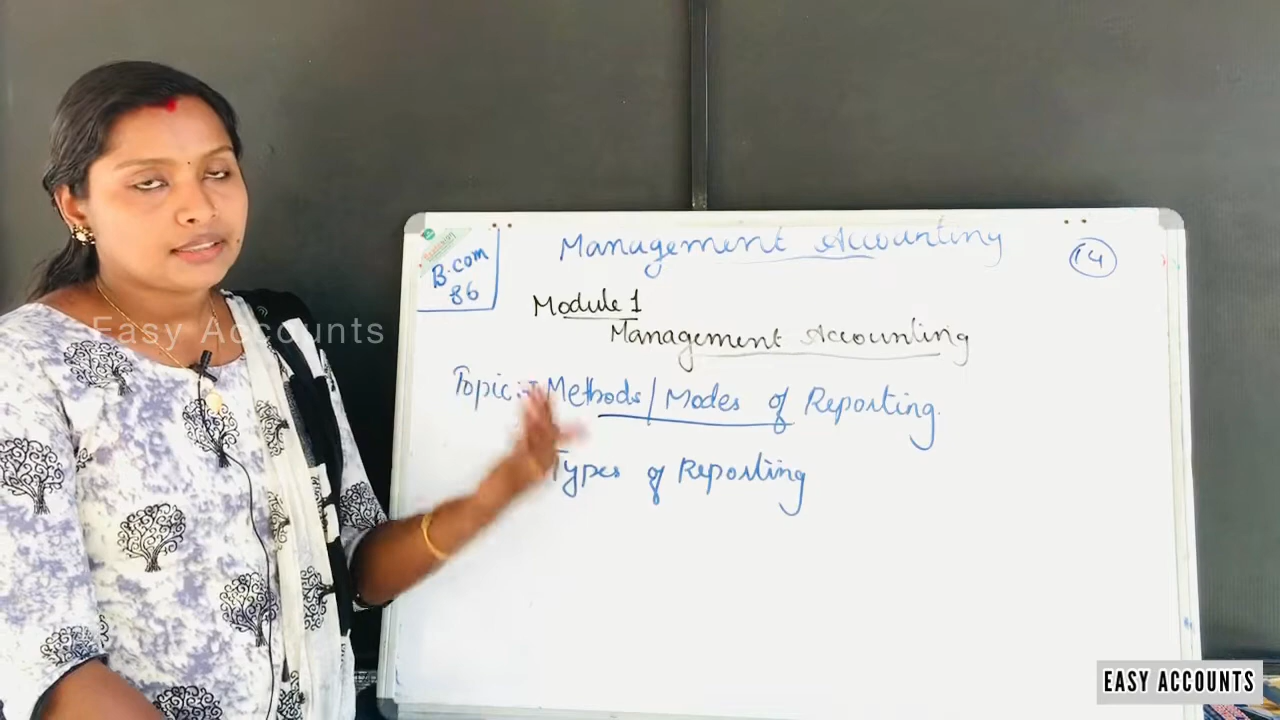 B.com
S6
Management Accounting
14
Module 1
Management Accounting
Topic:- Methods/Modes of Reporting.
Types of Reporting
Easy Accounts
EASY ACCOUNTS